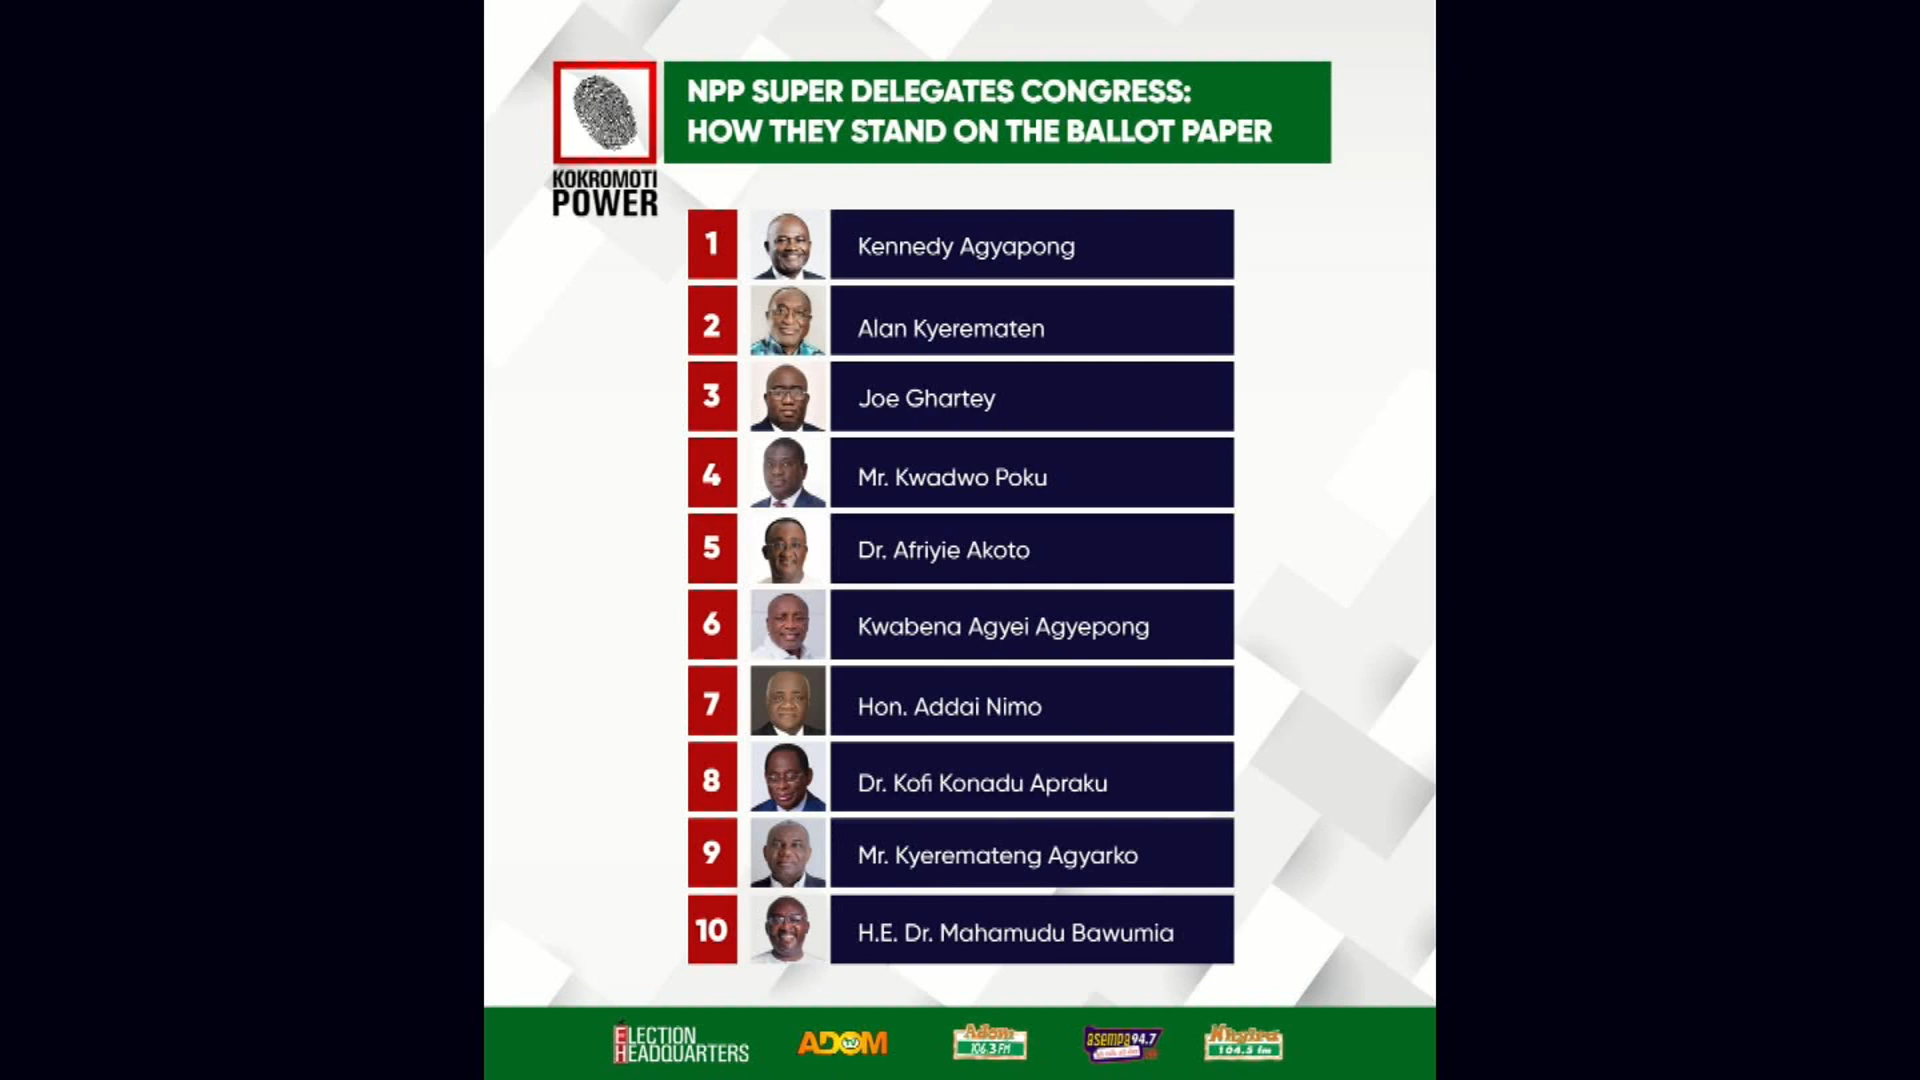 NPP SUPER DELEGATES CONGRESS:
HOW THEY STAND ON THE BALLOT PAPER
KOKROMOTI
POWER
1 Kennedy Agyapong
2 Alan Kyerematen
3 Joe Ghartey
4 Mr. Kwadwo Poku
5 Dr. Afriyie Akoto
6 Kwabena Agyei Agyepong
7 Hon. Addai Nimo
8 Dr. Kofi Konadu Apraku
9 Mr. Kyeremateng Agyarko
10 H.E. Dr. Mahamudu Bawumia
ELECTION
HEADQUARTERS
ADOM
Adom
106.3 FM
asempa 94.7
Nhyira
104.5 fm